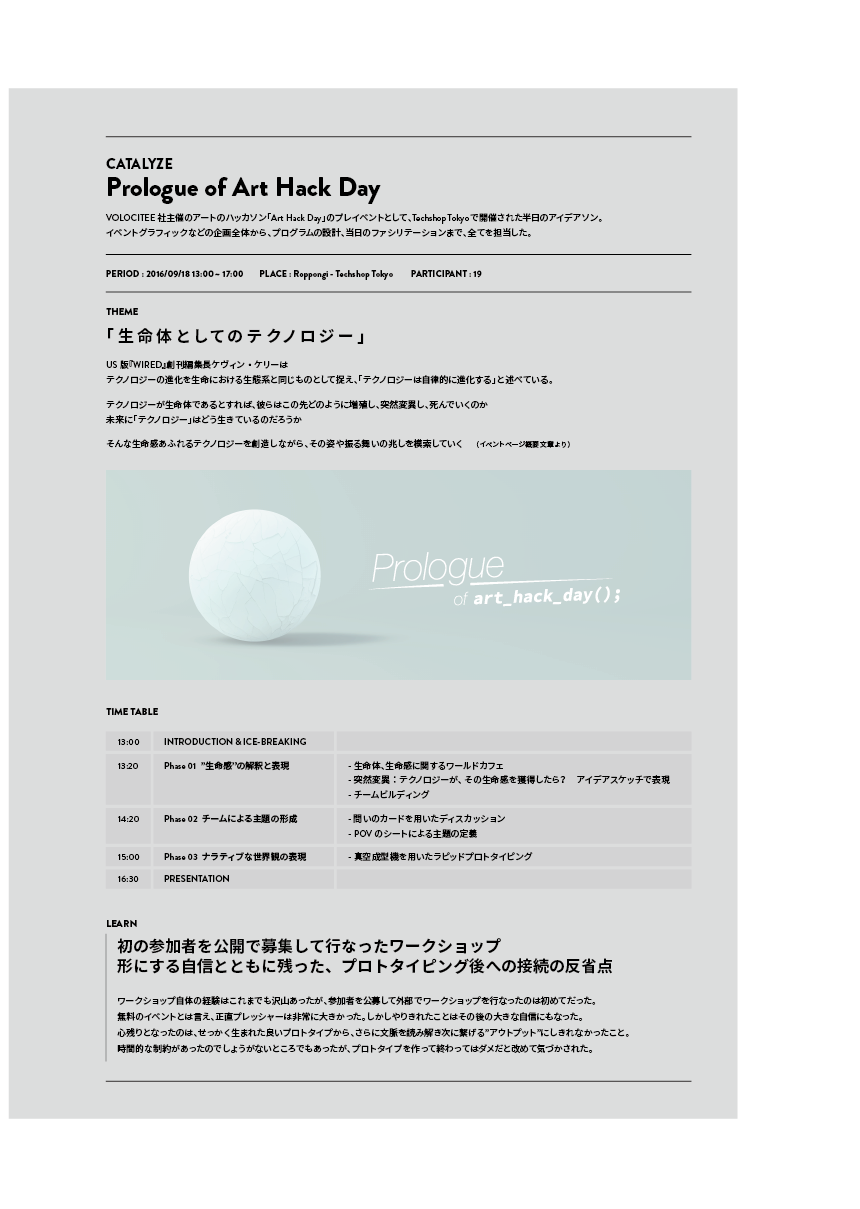 CATALYZE
Prologue of Art Hack Day
VOLOCITEE 社主催のアートのハッカソン「Art Hack Day」のプレイベントとして、Techshop Tokyo で開催された半日のアイデアソン。
イベントグラフィックなどの企画全体から、プログラムの設計、当日のファシリテーションまで、全てを担当した。
PERIOD : 2016/09/18 13:00 ~ 17:00 PLACE : Roppongi - Techshop Tokyo PARTICIPANT : 19
THEME
「生命体としてのテクノロジー」
US 版『WIRED』創刊編集長ケヴィン・ケリーは
テクノロジーの進化を生命における生態系と同じものとして捉え、「テクノロジーは自律的に進化する」と述べている。
テクノロジーが生命体であるとすれば、彼らはこの先どのように増殖し、突然変異し、死んでいくのか
未来に「テクノロジー」はどう生きているのだろうか
そんな生命感あふれるテクノロジーを創造しながら、その姿や振る舞いの兆しを模索していく （イベントページ概要文章より）
Prologue
of art_hack_day();
TIME TABLE
13:00 INTRODUCTION & ICE-BREAKING
13:20 Phase 01 ”生命感”の解釈と表現 - 生命体、生命感に関するワールドカフェ
- 突然変異：テクノロジーが、その生命感を獲得したら？ アイデアスケッチで表現
- チームビルディング
14:20 Phase 02 チームによる主題の形成 - 問いのカードを用いたディスカッション
- POV のシートによる主題の定義
15:00 Phase 03 ナラティブな世界観の表現 - 真空成型機を用いたラピッドプロトタイピング
16:30 PRESENTATION
LEARN
初の参加者を公開で募集して行なったワークショップ
形にする自信とともに残った、プロトタイピング後への接続の反省点
ワークショップ自体の経験はこれまでも沢山あったが、参加者を公募して外部でワークショップを行なったのは初めてだった。
無料のイベントとは言え、正直プレッシャーは非常に大きかった。しかしやりきれたことはその後の大きな自信にもなった。
心残りとなったのは、せっかく生まれた良いプロトタイプから、さらに文脈を読み解き次に繋げる”アウトプット”にしきれなかったこと。
時間的な制約があったのでしょうがないところでもあったが、プロトタイプを作って終わってはダメだと改めて気づかされた。